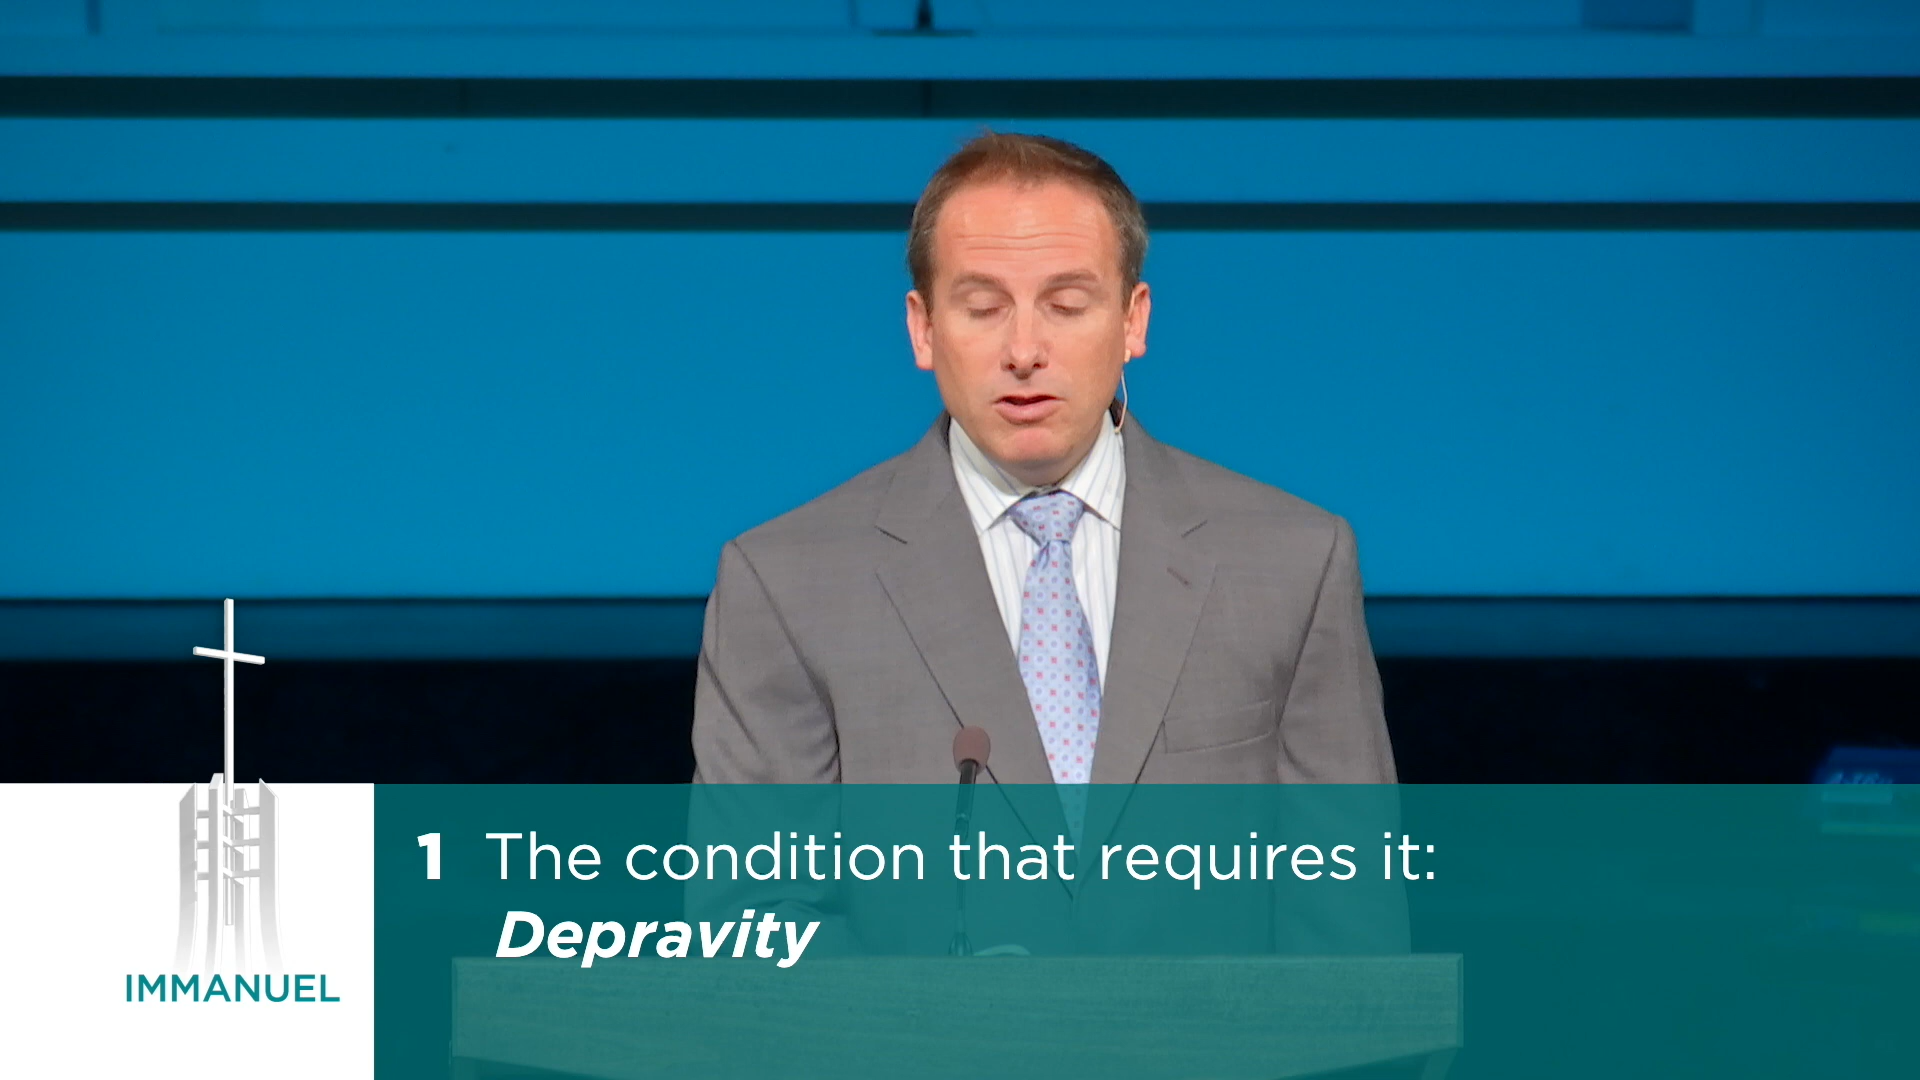 1 The condition that requires it:
Depravity
IMMANUEL